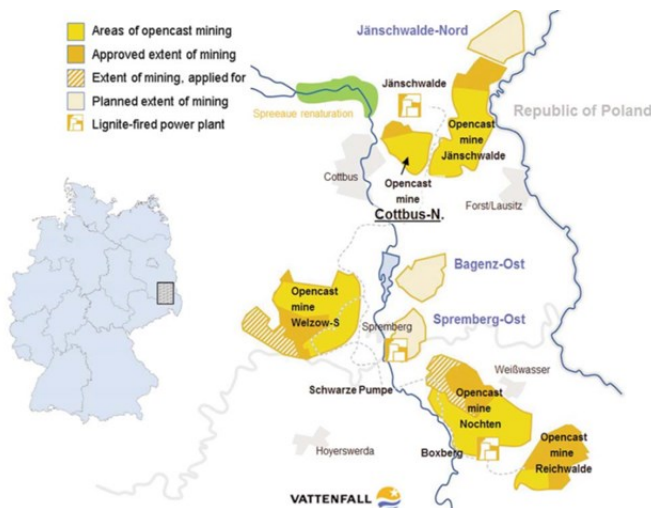 Areas of opencast mining
Approved extent of mining
Extent of mining, applied for
Planned extent of mining
Lignite-fired power plant
Jänschwalde-Nord
Jänschwalde
Republic of Poland
Spreeaue renaturation
Opencast
mine
Jänschwalde
Cottbus
Opencast
mine
Cottbus-N.
Forst/Lausitz
Bagenz-Ost
Opencast
mine
Welzow-S
Spremberg-Ost
Spremberg
Weißwasser
Schwarze Pumpe
Opencast
mine
Nochten
Hoyerswerda
Boxberg
Opencast
mine
Reichwalde
VATTENFALL